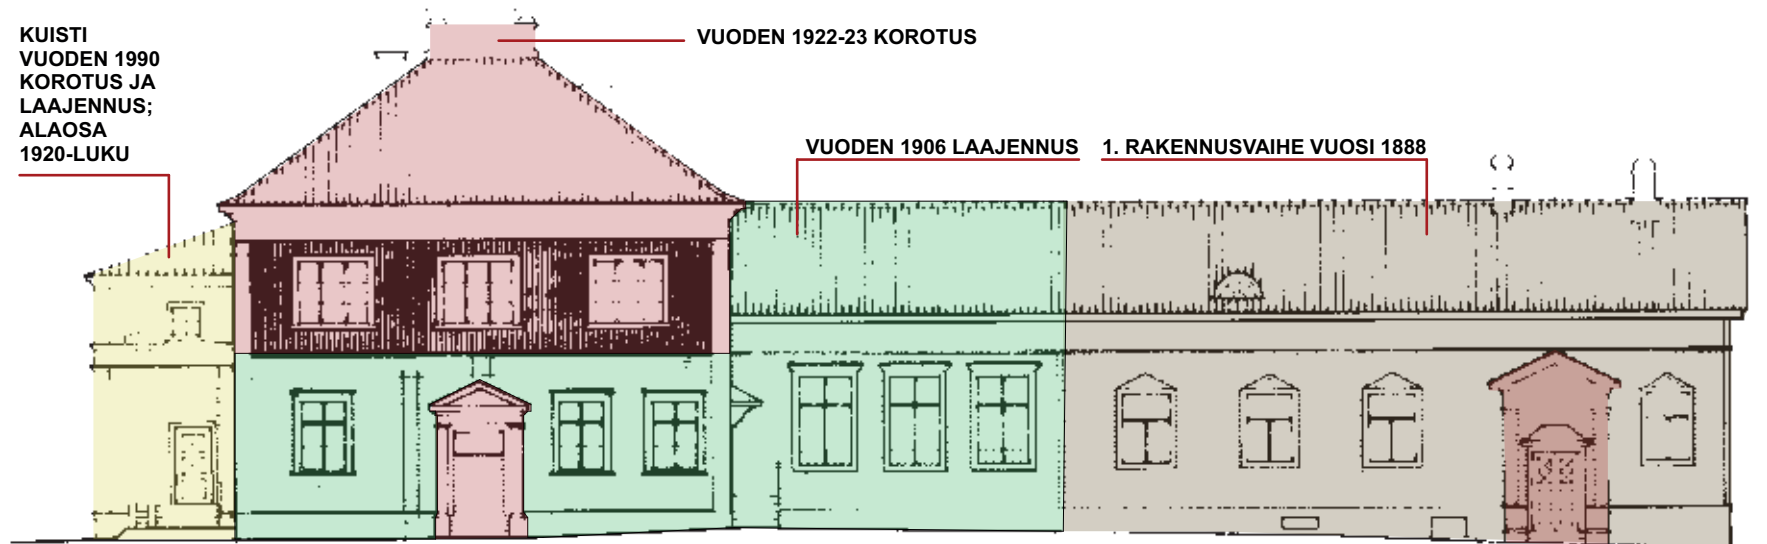 KUISTI
VUODEN 1990
KOROTUS JA
LAAJENNUS;
ALAOSA
1920-LUKU
VUODEN 1922-23 KOROTUS
VUODEN 1906 LAAJENNUS
1. RAKENNUSVAIHE VUOSI 1888